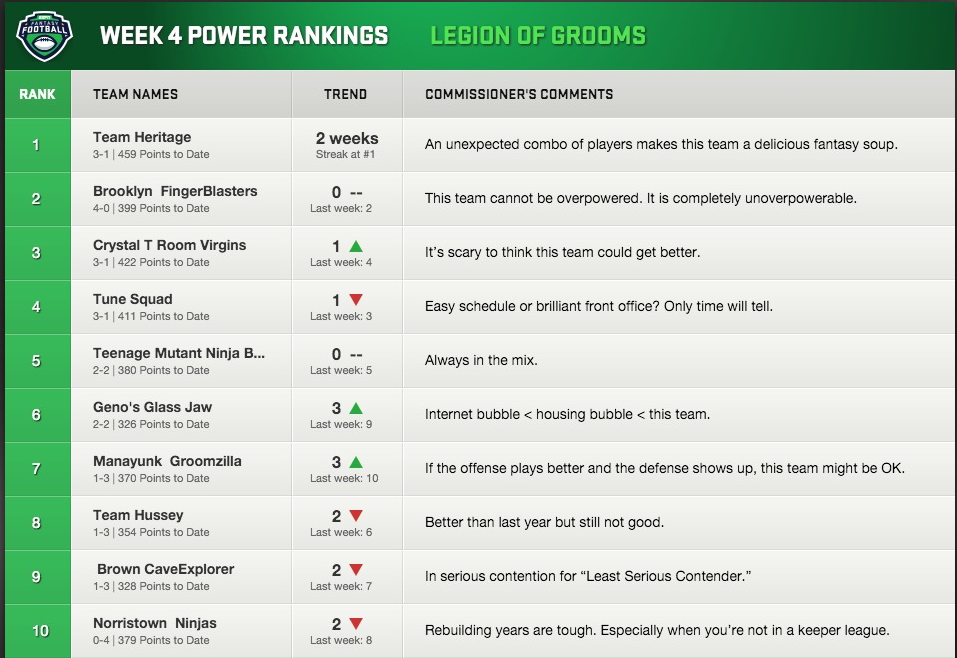 ESPN
FANTASY
FOOTBALL
WEEK 4 POWER RANKINGS LEGION OF GROOMS
RANK TEAM NAMES TREND COMMISSIONER'S COMMENTS
1 Team Heritage 2 weeks An unexpected combo of players makes this team a delicious fantasy soup.
3-1 | 459 Points to Date Streak at #1
2 Brooklyn FingerBlasters 0 -- This team cannot be overpowered. It is completely unoverpowerable.
4-0 | 399 Points to Date Last week: 2
3 Crystal T Room Virgins 1 ▲ It's scary to think this team could get better.
3-1 | 422 Points to Date Last week: 4
4 Tune Squad 1 ▼ Easy schedule or brilliant front office? Only time will tell.
3-1 | 411 Points to Date Last week: 3
5 Teenage Mutant Ninja B... 0 -- Always in the mix.
2-2 | 380 Points to Date Last week: 5
6 Geno's Glass Jaw 3 ▲ Internet bubble < housing bubble < this team.
2-2 | 326 Points to Date Last week: 9
7 Manayunk Groomzilla 3 ▲ If the offense plays better and the defense shows up, this team might be OK.
1-3 | 370 Points to Date Last week: 10
8 Team Hussey 2 ▼ Better than last year but still not good.
1-3 | 354 Points to Date Last week: 6
9 Brown CaveExplorer 2 ▼ In serious contention for “Least Serious Contender.”
1-3 | 328 Points to Date Last week: 7
10 Norristown Ninjas 2 ▼ Rebuilding years are tough. Especially when you're not in a keeper league.
0-4 | 379 Points to Date Last week: 8